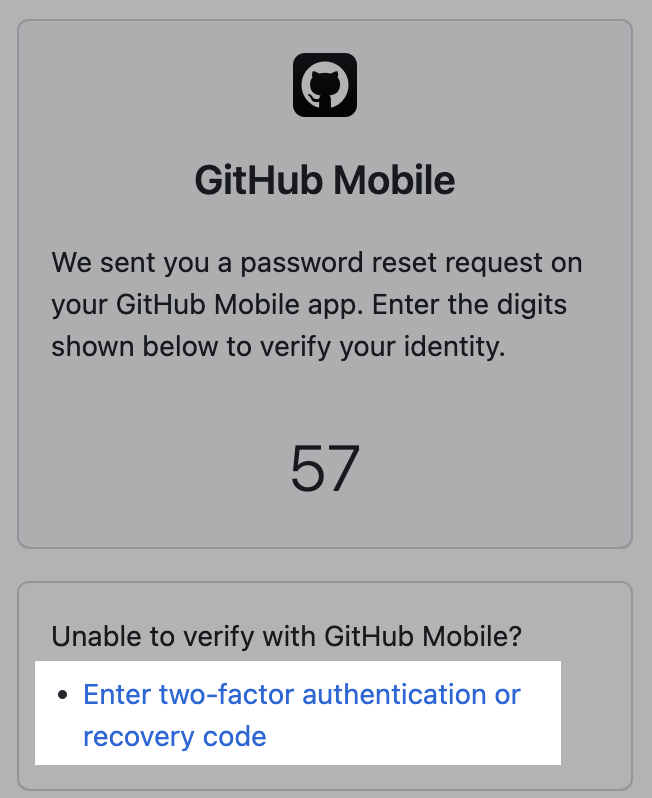 GitHub Mobile
We sent you a password reset request on
your GitHub Mobile app. Enter the digits
shown below to verify your identity.
57
Unable to verify with GitHub Mobile?
• Enter two-factor authentication or
recovery code